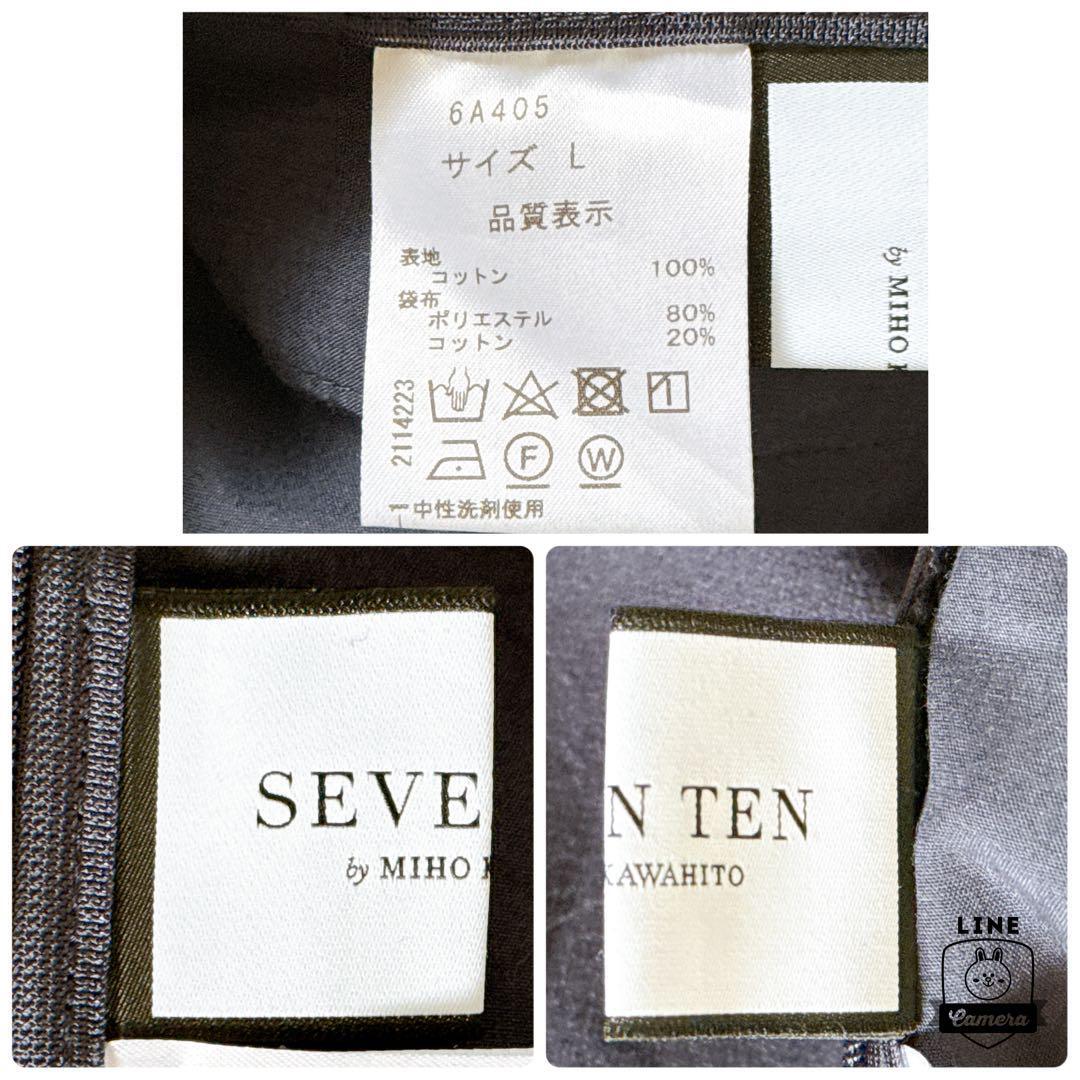 6A405
サイズ L
品質表示
表地
コットン 100%
袋布
ポリエステル 80%
コットン 20%
2114223
1
F W
中性洗剤使用
by MIHO K
SEVE
by MIHO K
N TEN
KAWAHITO
LINE
Camera